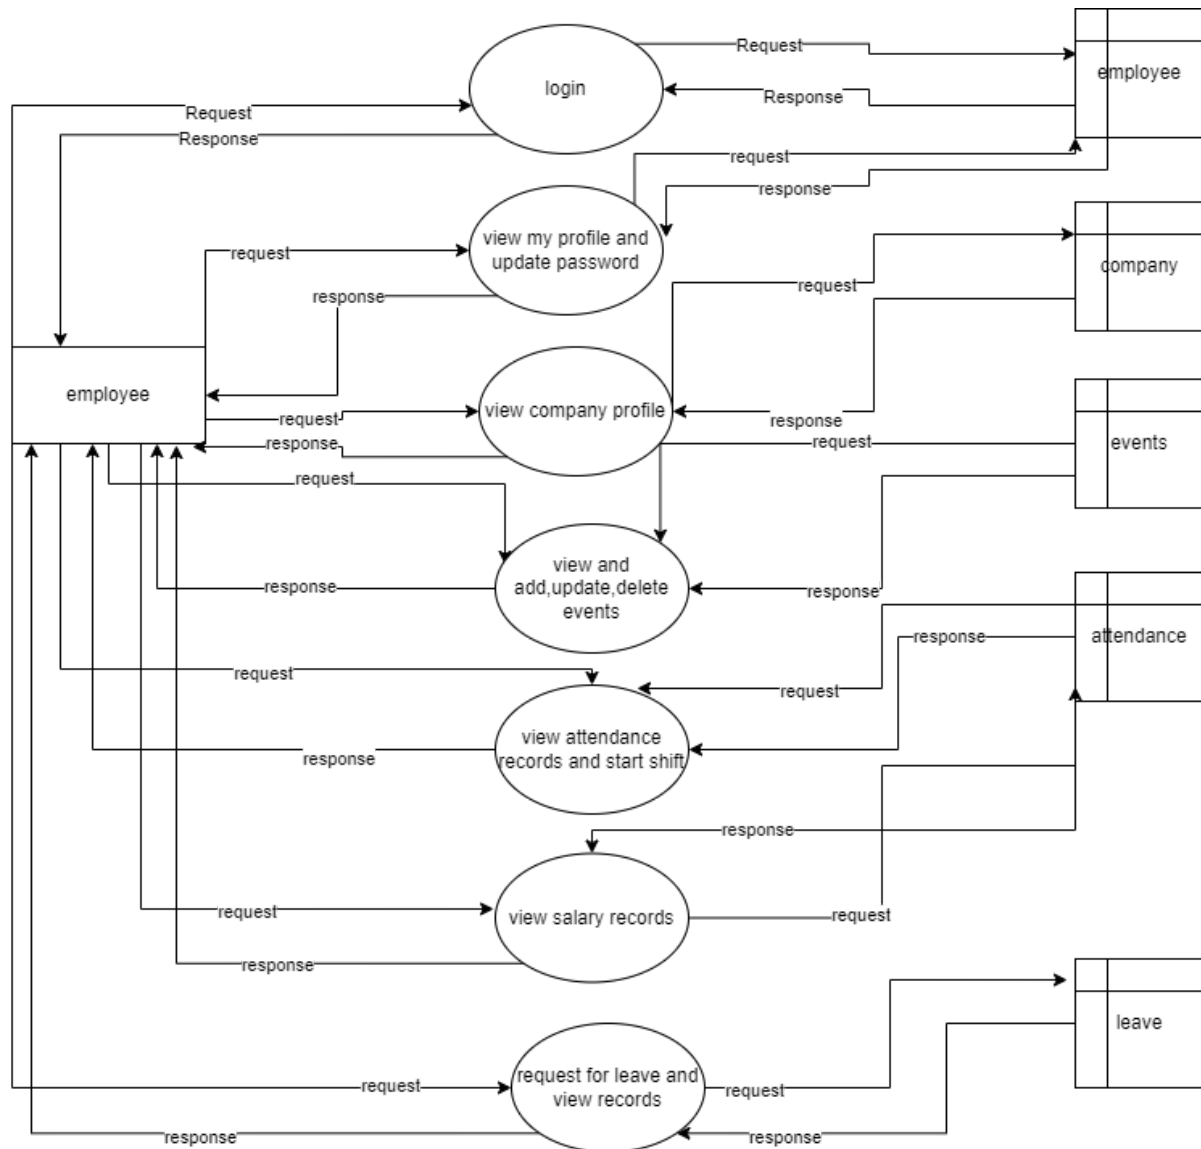 Request
login
employee
Request
Response
Response
request
response
view my profile and
update password
request
response
company
request
employee
view company profile
request
response
response
request
events
request
view and
add,update,delete
events
response
response
attendance
response
request
request
view attendance
records and start shift
response
response
request
view salary records
request
response
leave
request for leave and
view records
request
request
response
response